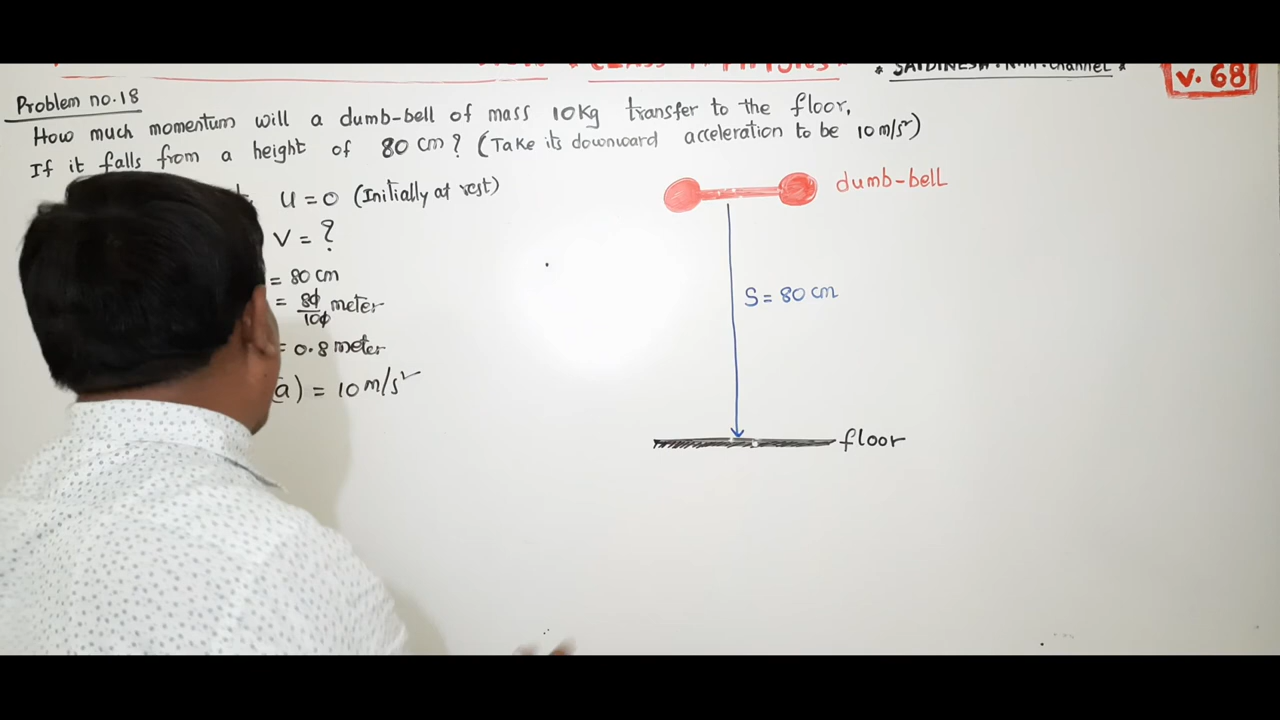 * SAIDINESH.N.M.channel *
V. 68
Problem no.18
How much momentum will a dumb-bell of mass 10Kg transfer to the floor,
If it falls from a height of 80 cm? (Take its downward acceleration to be 10 m/s²)
U = 0 (Initially at rest)
V = ?
= 80 cm
= 80/100 meter
= 0.8 meter
(a) = 10 m/s²
dumb-bell
S = 80 cm
floor